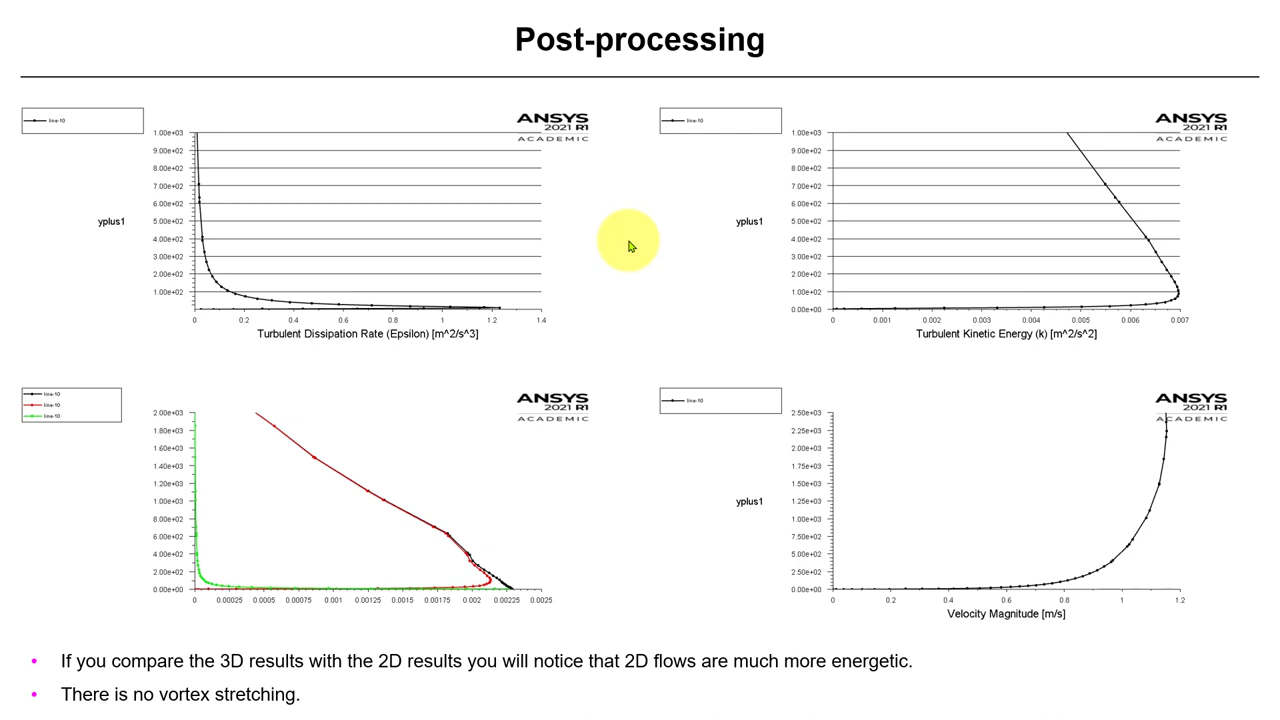 Post-processing
line-10
ANSYS
2021 R1
ACADEMIC
1.00e+03
9.00e+02
8.00e+02
7.00e+02
6.00e+02
5.00e+02
4.00e+02
3.00e+02
2.00e+02
1.00e+02
yplus1
0 0.2 0.4 0.6 0.8 1 1.2 1.4
Turbulent Dissipation Rate (Epsilon) [m^2/s^3]
line-10
ANSYS
2021 R1
ACADEMIC
1.00e+03
9.00e+02
8.00e+02
7.00e+02
6.00e+02
5.00e+02
4.00e+02
3.00e+02
2.00e+02
1.00e+02
0.00e+00
yplus1
0 0.001 0.002 0.003 0.004 0.005 0.006 0.007
Turbulent Kinetic Energy (k) [m^2/s^2]
line-10
line-10
line-10
ANSYS
2021 R1
ACADEMIC
2.00e+03
1.80e+03
1.60e+03
1.40e+03
1.20e+03
1.00e+03
8.00e+02
6.00e+02
4.00e+02
2.00e+02
0.00e+00
0 0.00025 0.0005 0.00075 0.001 0.00125 0.0015 0.00175 0.002 0.00225 0.0025
line-10
ANSYS
2021 R1
ACADEMIC
2.50e+03
2.25e+03
2.00e+03
1.75e+03
1.50e+03
1.25e+03
1.00e+03
7.50e+02
5.00e+02
2.50e+02
0.00e+00
yplus1
0 0.2 0.4 0.6 0.8 1 1.2
Velocity Magnitude [m/s]
• If you compare the 3D results with the 2D results you will notice that 2D flows are much more energetic.
• There is no vortex stretching.